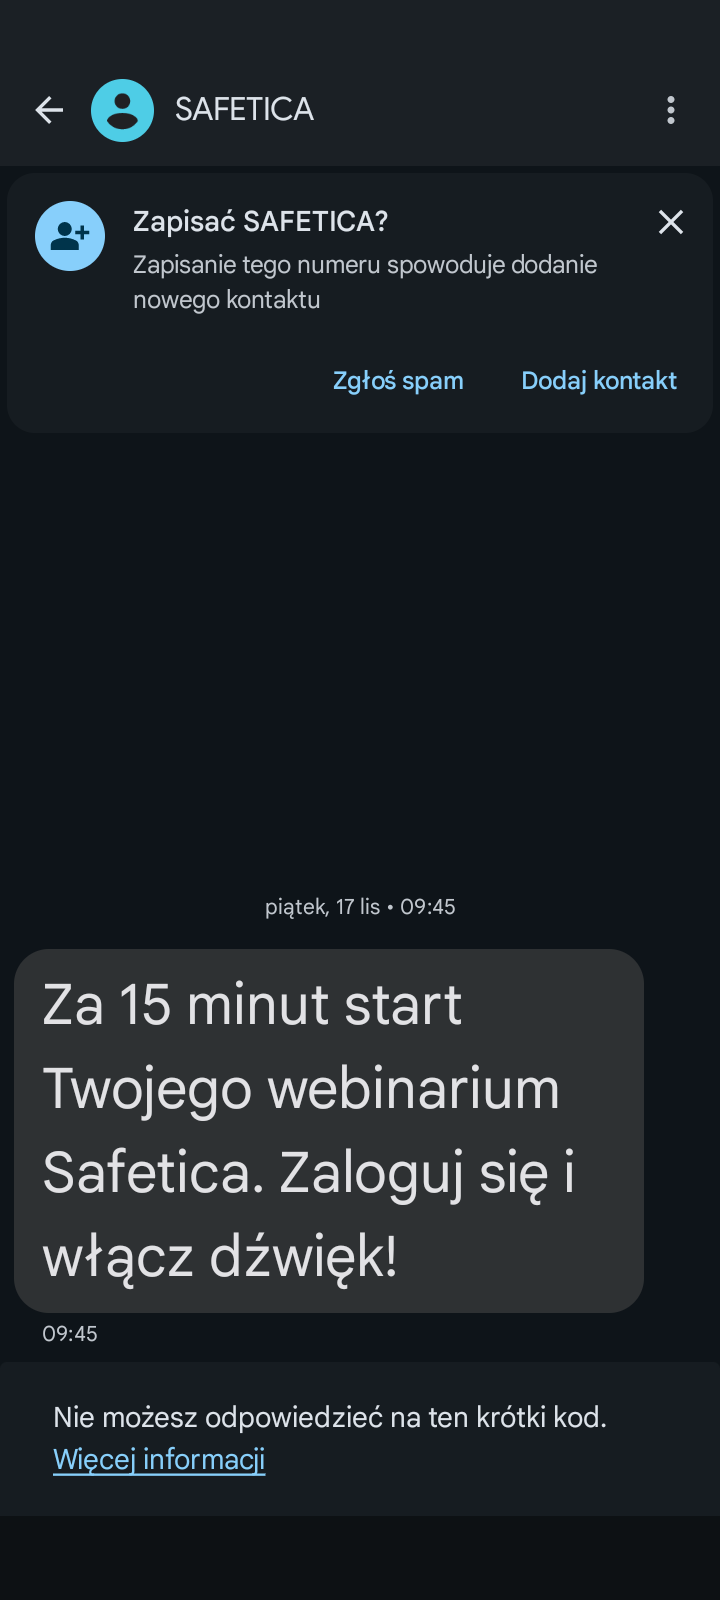 SAFETICA
Zapisać SAFETICA?
Zapisanie tego numeru spowoduje dodanie
nowego kontaktu
Zgłoś spam Dodaj kontakt
piątek, 17 lis • 09:45
Za 15 minut start
Twojego webinarium
Safetica. Zaloguj się i
włącz dźwięk!
09:45
Nie możesz odpowiedzieć na ten krótki kod.
Więcej informacji